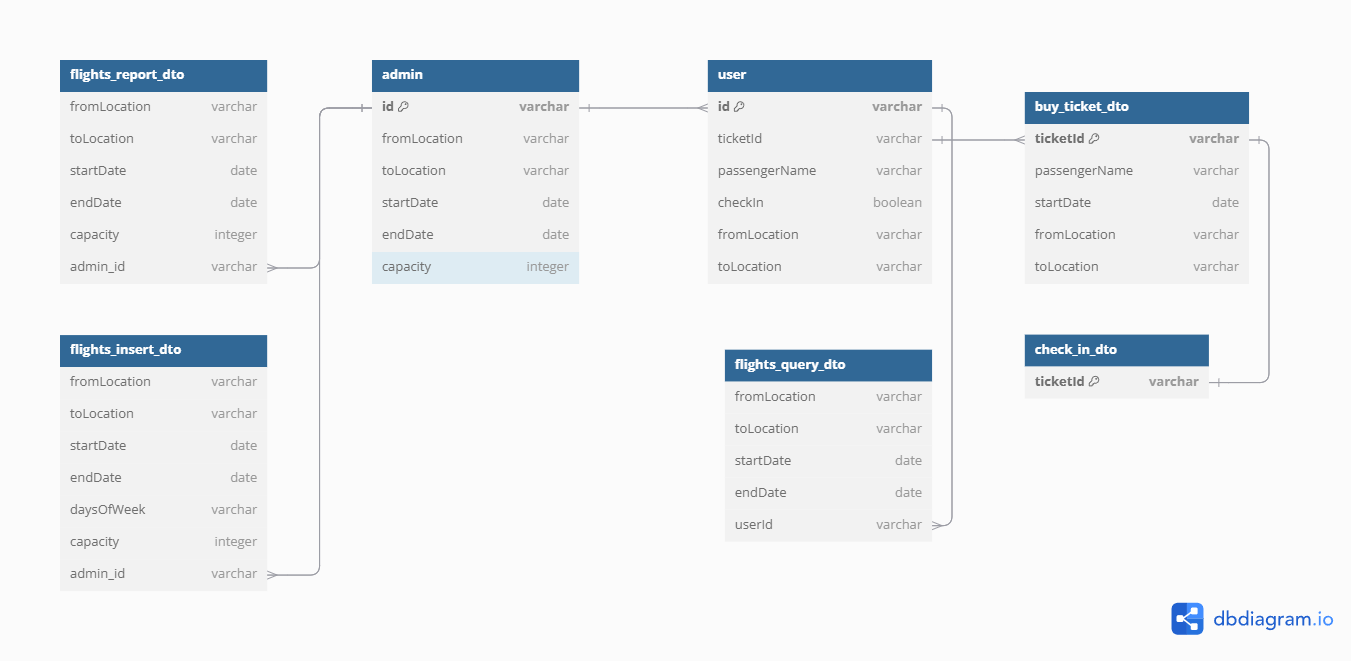 flights_report_dto
fromLocation varchar
toLocation varchar
startDate date
endDate date
capacity integer
admin_id varchar
admin
id varchar
fromLocation varchar
toLocation varchar
startDate date
endDate date
capacity integer
user
id varchar
ticketId varchar
passengerName varchar
checkIn boolean
fromLocation varchar
toLocation varchar
buy_ticket_dto
ticketId varchar
passengerName varchar
startDate date
fromLocation varchar
toLocation varchar
flights_insert_dto
fromLocation varchar
toLocation varchar
startDate date
endDate date
daysOfWeek varchar
capacity integer
admin_id varchar
flights_query_dto
fromLocation varchar
toLocation varchar
startDate date
endDate date
userId varchar
check_in_dto
ticketId varchar
dbdiagram.io